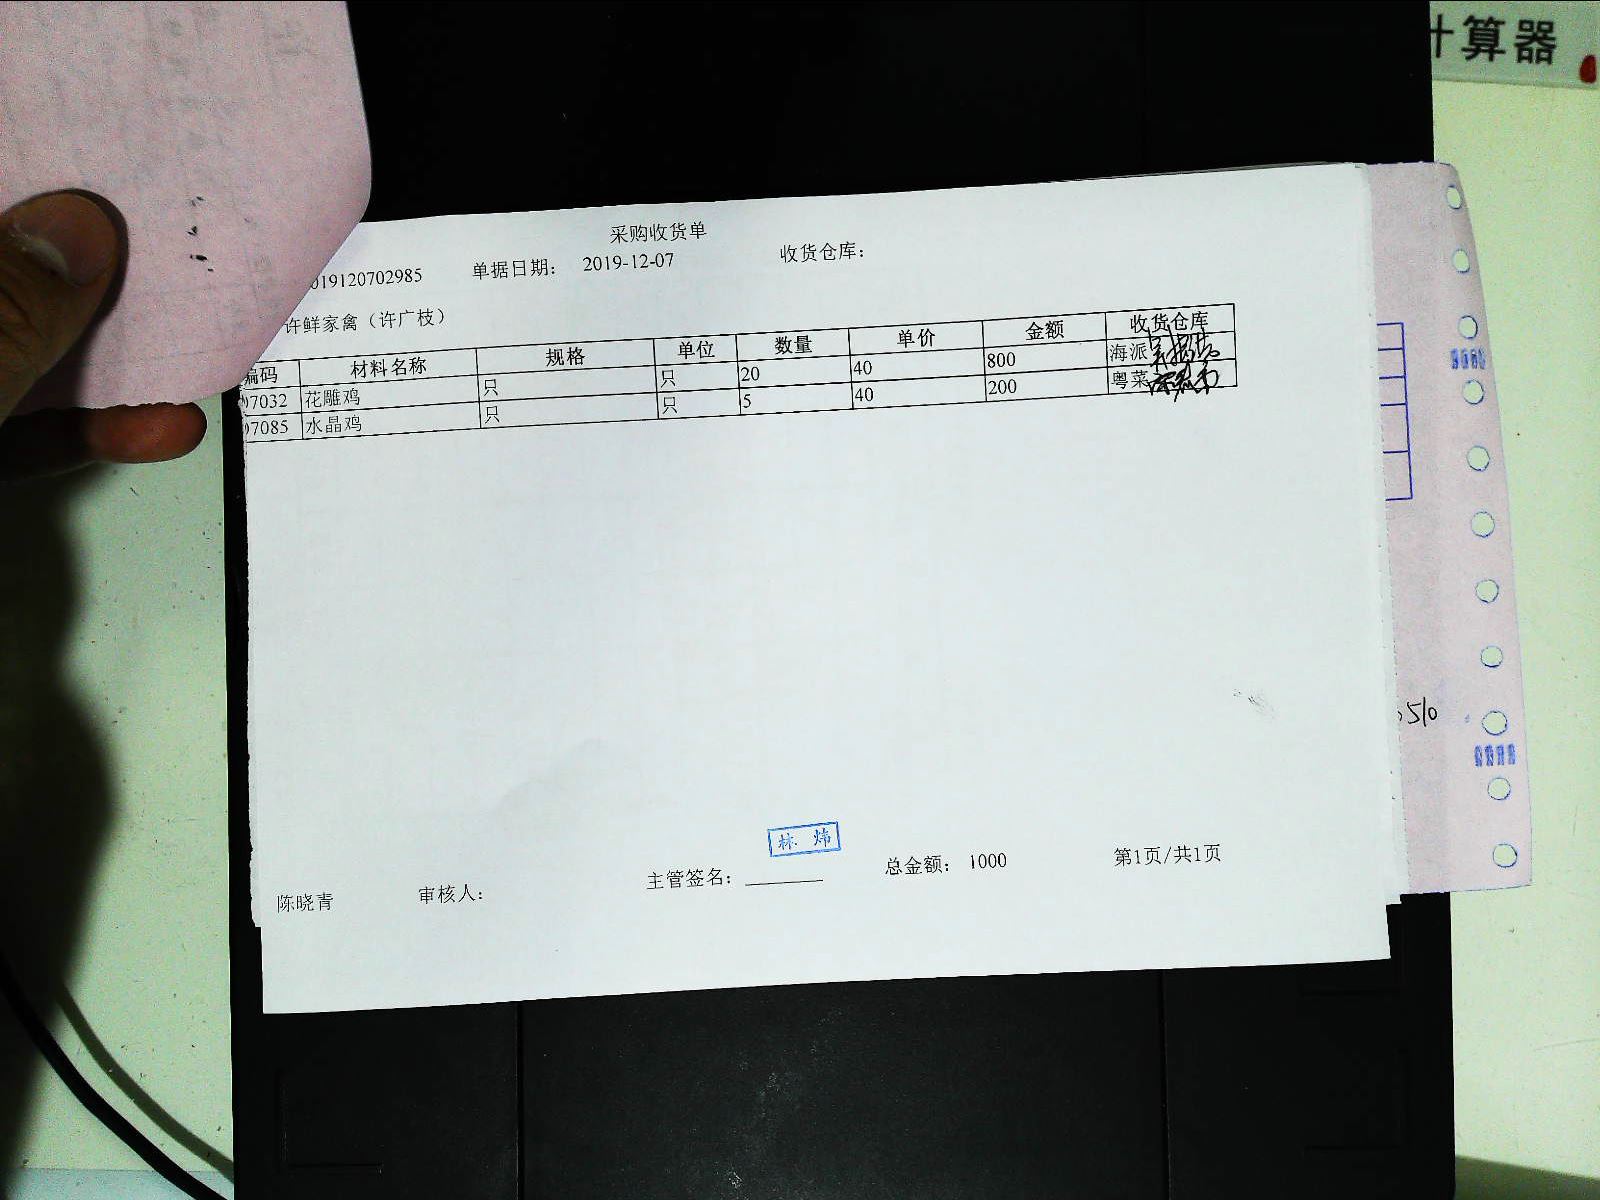 计算器
采购收货单
019120702985 单据日期： 2019-12-07 收货仓库：
许鲜家禽（许广枝）
编码 材料名称 规格 单位 数量 单价 金额 收货仓库
07032 花雕鸡 只 只 20 40 800 海派
07085 水晶鸡 只 只 5 40 200 粤菜
510
林 炜
陈晓青 审核人： 主管签名： 总金额： 1000 第1页/共1页